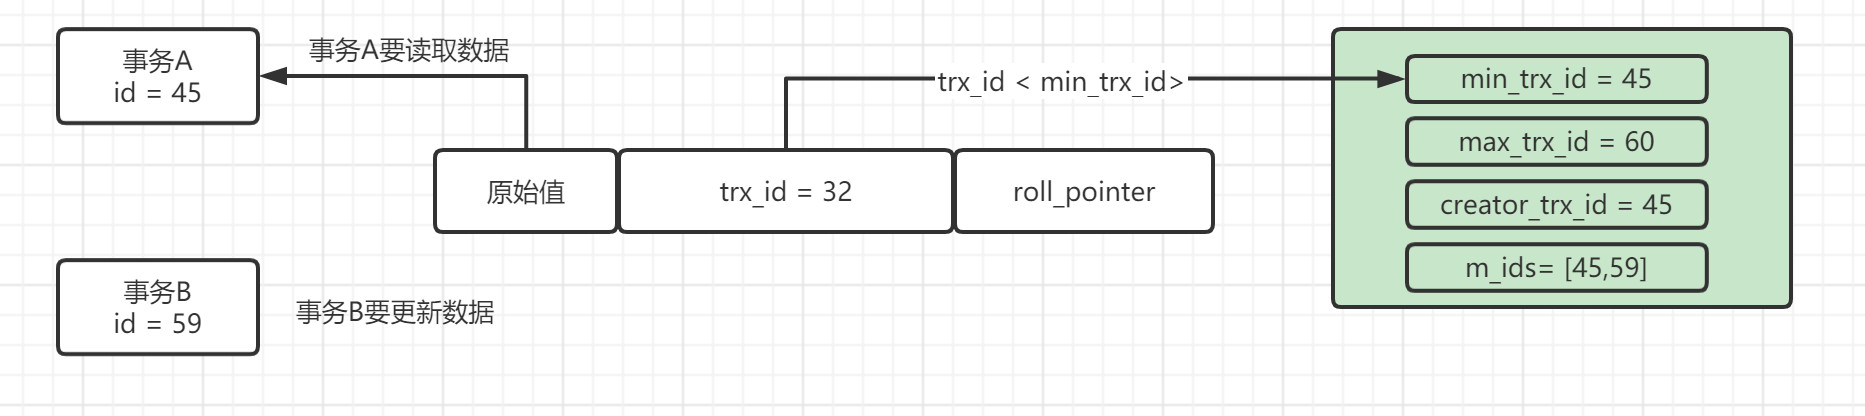 事务A
id = 45
事务A要读取数据
trx_id < min_trx_id>
min_trx_id = 45
max_trx_id = 60
creator_trx_id = 45
m_ids= [45,59]
原始值
trx_id = 32
roll_pointer
事务B
id = 59
事务B要更新数据